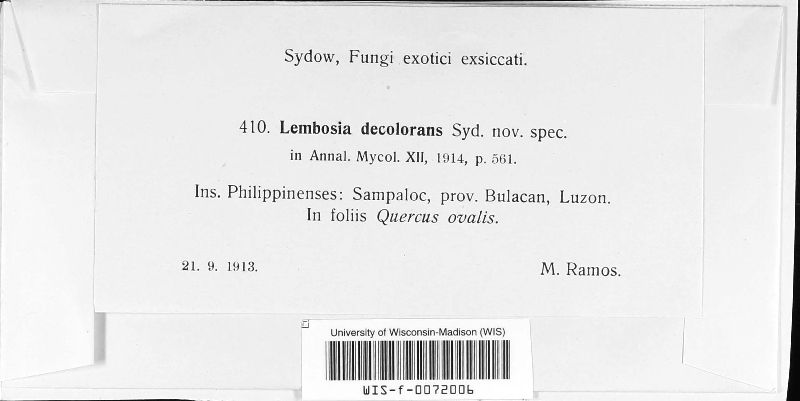 Sydow, Fungi exotici exsiccati.
410. Lembosia decolorans Syd. nov. spec.
in Annal. Mycol. XII, 1914, p. 561.
Ins. Philippinenses: Sampaloc, prov. Bulacan, Luzon.
In foliis Quercus ovalis.
21. 9. 1913. M. Ramos.
University of Wisconsin-Madison (WIS)
WIS-f-0072006